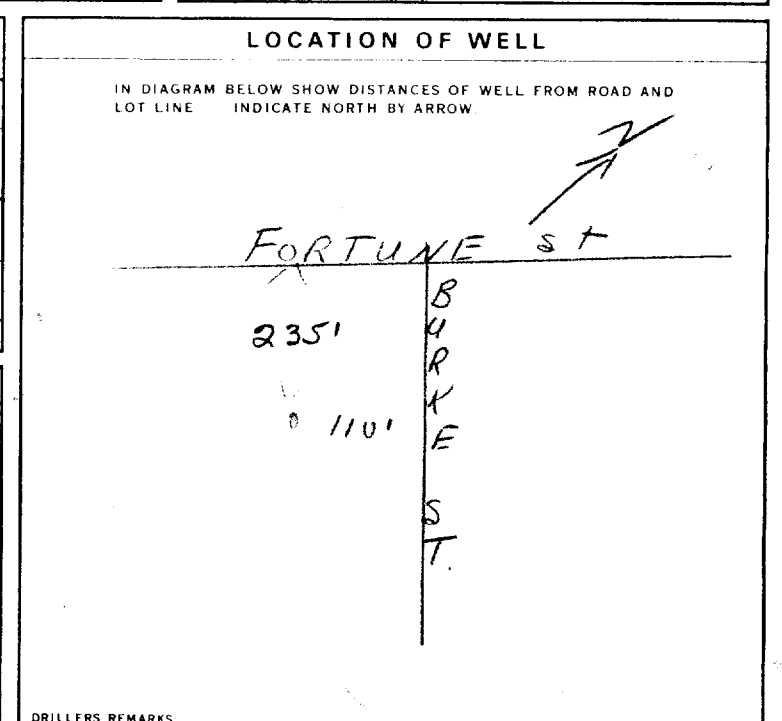 LOCATION OF WELL
IN DIAGRAM BELOW SHOW DISTANCES OF WELL FROM ROAD AND
LOT LINE INDICATE NORTH BY ARROW.
N
FORTUNE St
BURKE ST.
235'
110'
DRILLERS REMARKS